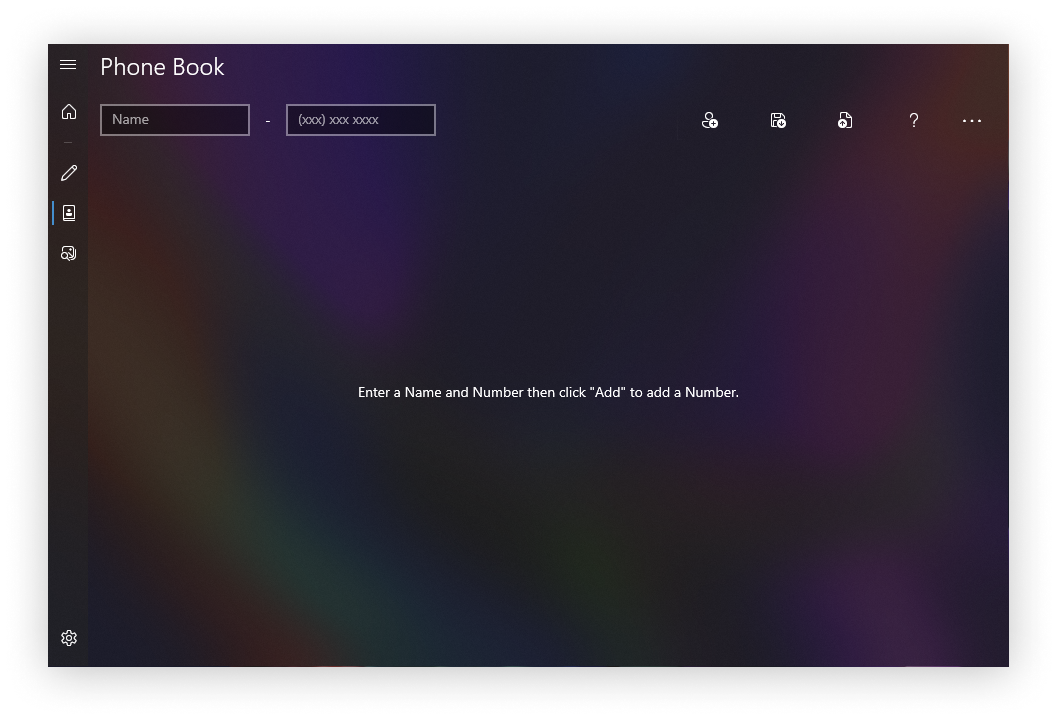 Phone Book
Name - (xxx) xxx xxxx ? ...
Enter a Name and Number then click "Add" to add a Number.